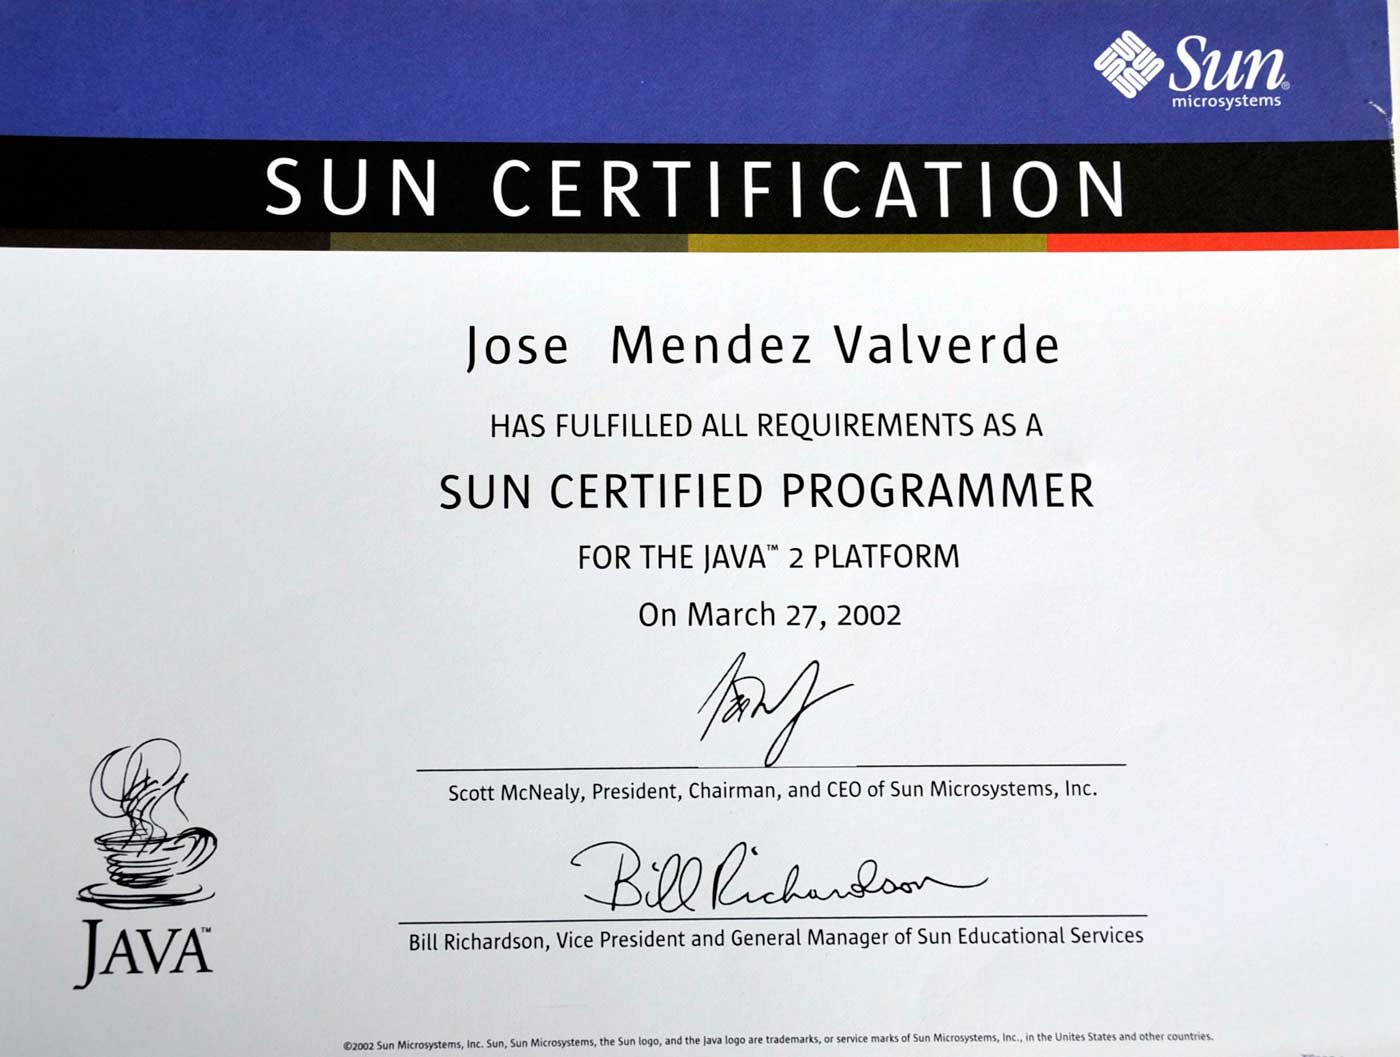 Sun®
microsystems
SUN CERTIFICATION
Jose Mendez Valverde
HAS FULFILLED ALL REQUIREMENTS AS A
SUN CERTIFIED PROGRAMMER
FOR THE JAVA™ 2 PLATFORM
On March 27, 2002
Scott McNealy, President, Chairman, and CEO of Sun Microsystems, Inc.
Bill Richardson
Bill Richardson, Vice President and General Manager of Sun Educational Services
JAVA™
©2002 Sun Microsystems, Inc. Sun, Sun Microsystems, the Sun logo, and the Java logo are trademarks, or service marks of Sun Microsystems, Inc., in the Unites States and other countries.